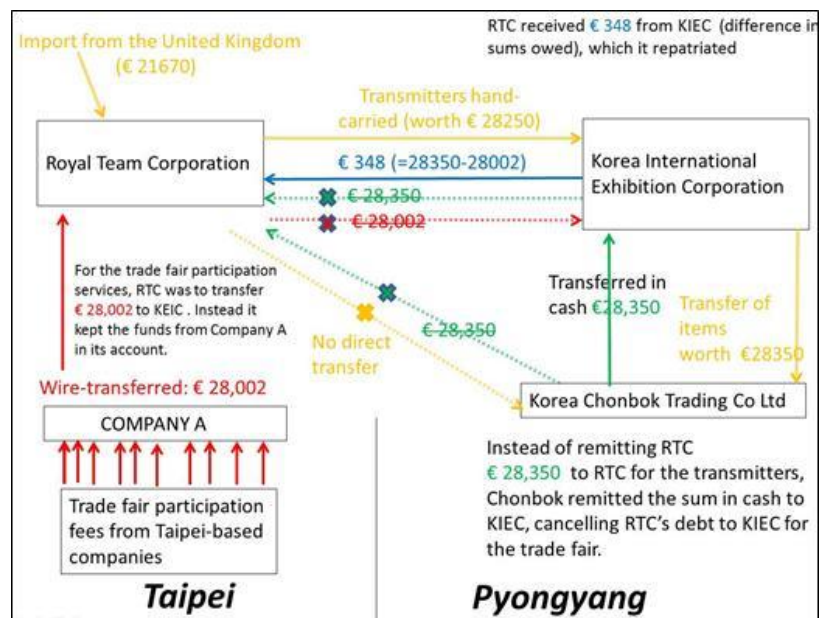 RTC received € 348 from KIEC (difference in
sums owed), which it repatriated
Import from the United Kingdom
(€ 21670)
Transmitters hand-
carried (worth € 28250)
Royal Team Corporation
€ 348 (=28350-28002)
€ 28,350
€ 28,002
Korea International
Exhibition Corporation
For the trade fair participation
services, RTC was to transfer
€ 28,002 to KEIC . Instead it
kept the funds from Company A
in its account.
Transferred in
cash €28,350
Transfer of
items
worth €28350
€ 28,350
No direct
transfer
Wire-transferred: € 28,002
COMPANY A
Korea Chonbok Trading Co Ltd
Trade fair participation
fees from Taipei-based
companies
Instead of remitting RTC
€ 28,350 to RTC for the transmitters,
Chonbok remitted the sum in cash to
KIEC, cancelling RTC's debt to KIEC for
the trade fair.
Taipei
Pyongyang